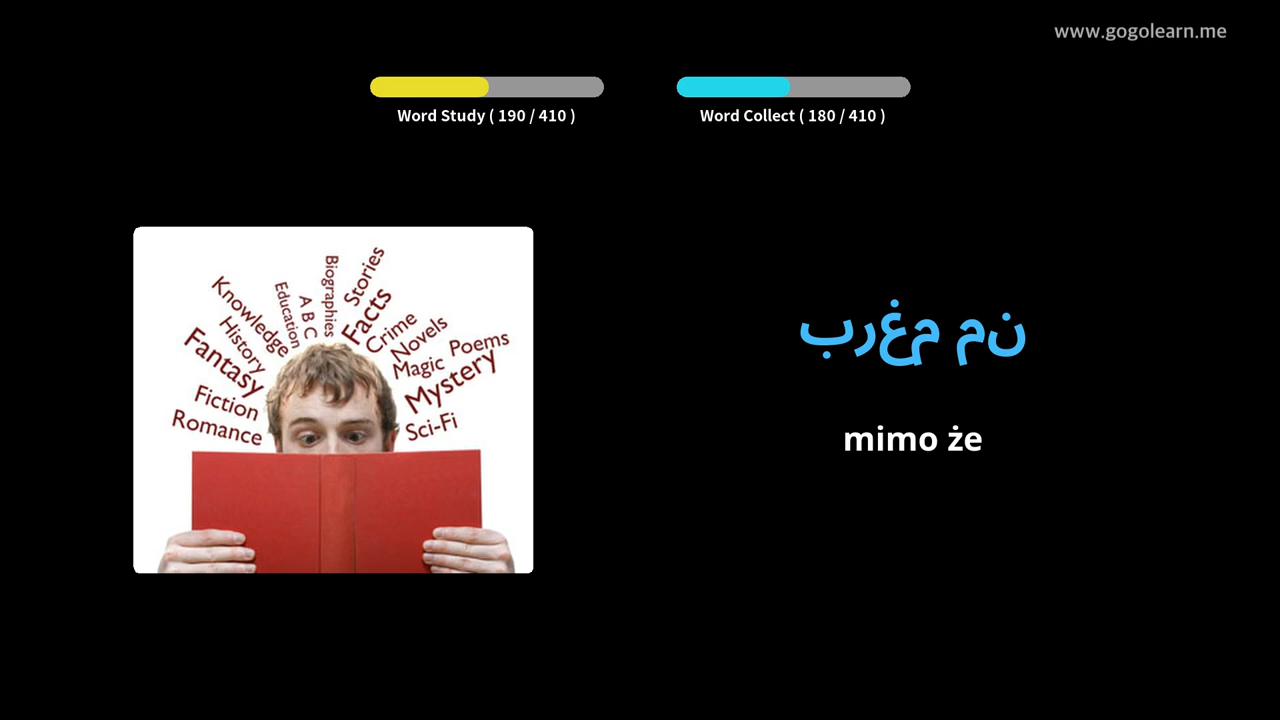 www.gogolearn.me
Word Study ( 190 / 410 )
Word Collect ( 180 / 410 )
Knowledge
Education
A B C
Biographies
Stories
Facts
History
Crime
Novels
Fantasy
Magic
Poems
Mystery
Fiction
Romance
Sci-Fi
برغم من
mimo że